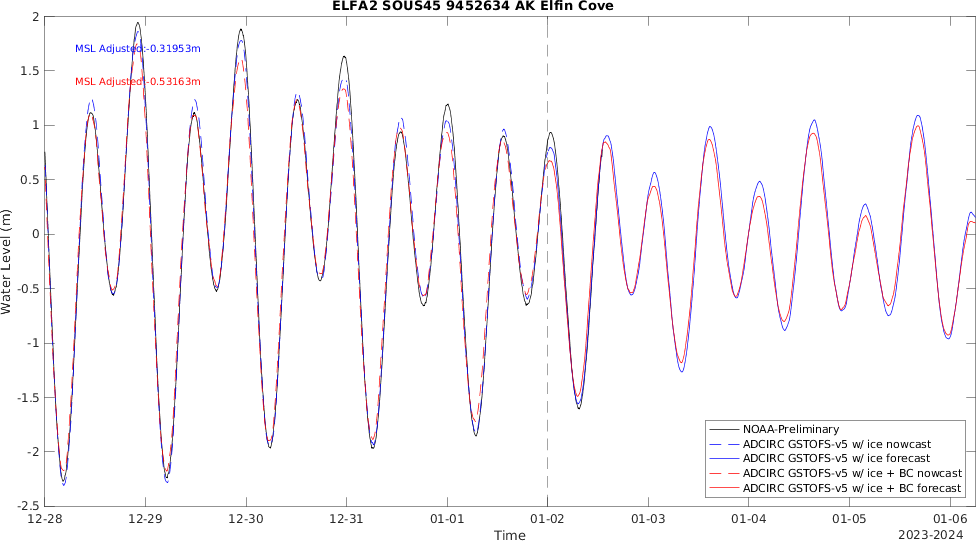 ELFA2 SOUS45 9452634 AK Elfin Cove
2
MSL Adjusted:-0.31953m
1.5
MSL Adjusted:-0.53163m
1
0.5
0
-0.5
-1
-1.5
-2
-2.5
Water Level (m)
NOAA-Preliminary
ADCIRC GSTOFS-v5 w/ ice nowcast
ADCIRC GSTOFS-v5 w/ ice forecast
ADCIRC GSTOFS-v5 w/ ice + BC nowcast
ADCIRC GSTOFS-v5 w/ ice + BC forecast
12-28 12-29 12-30 12-31 01-01 01-02 01-03 01-04 01-05 01-06
Time
2023-2024